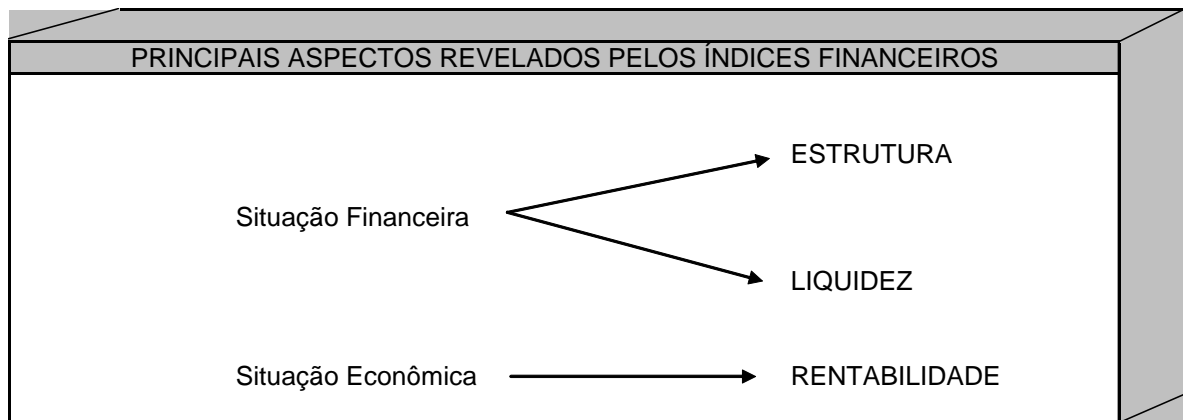 PRINCIPAIS ASPECTOS REVELADOS PELOS ÍNDICES FINANCEIROS
ESTRUTURA
Situação Financeira
LIQUIDEZ
Situação Econômica RENTABILIDADE